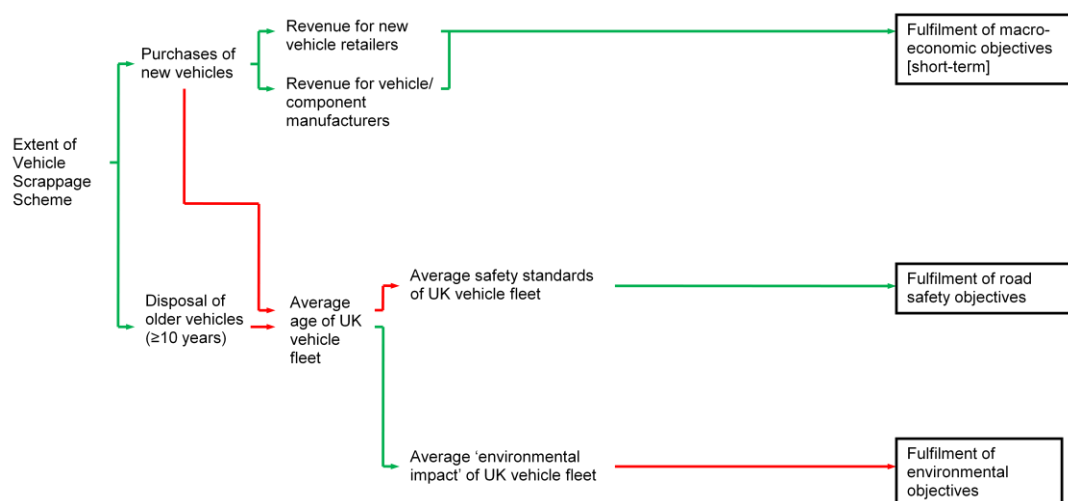 Revenue for new
vehicle retailers
Fulfilment of macro-
economic objectives
[short-term]
Purchases of
new vehicles
Revenue for vehicle/
component
manufacturers
Extent of
Vehicle
Scrappage
Scheme
Average safety standards
of UK vehicle fleet
Fulfilment of road
safety objectives
Disposal of
older vehicles
(≥10 years)
Average
age of UK
vehicle
fleet
Average ‘environmental
impact’ of UK vehicle fleet
Fulfilment of
environmental
objectives